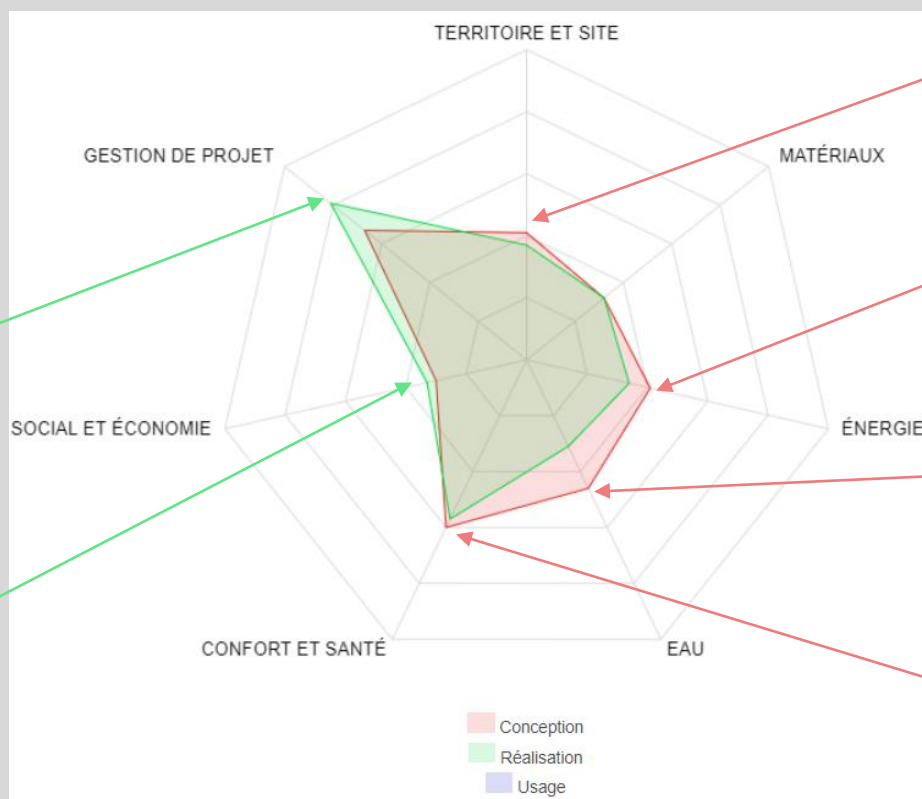 TERRITOIRE ET SITE
GESTION DE PROJET
MATÉRIAUX
SOCIAL ET ÉCONOMIE
ÉNERGIE
CONFORT ET SANTÉ
EAU
Conception
Réalisation
Usage